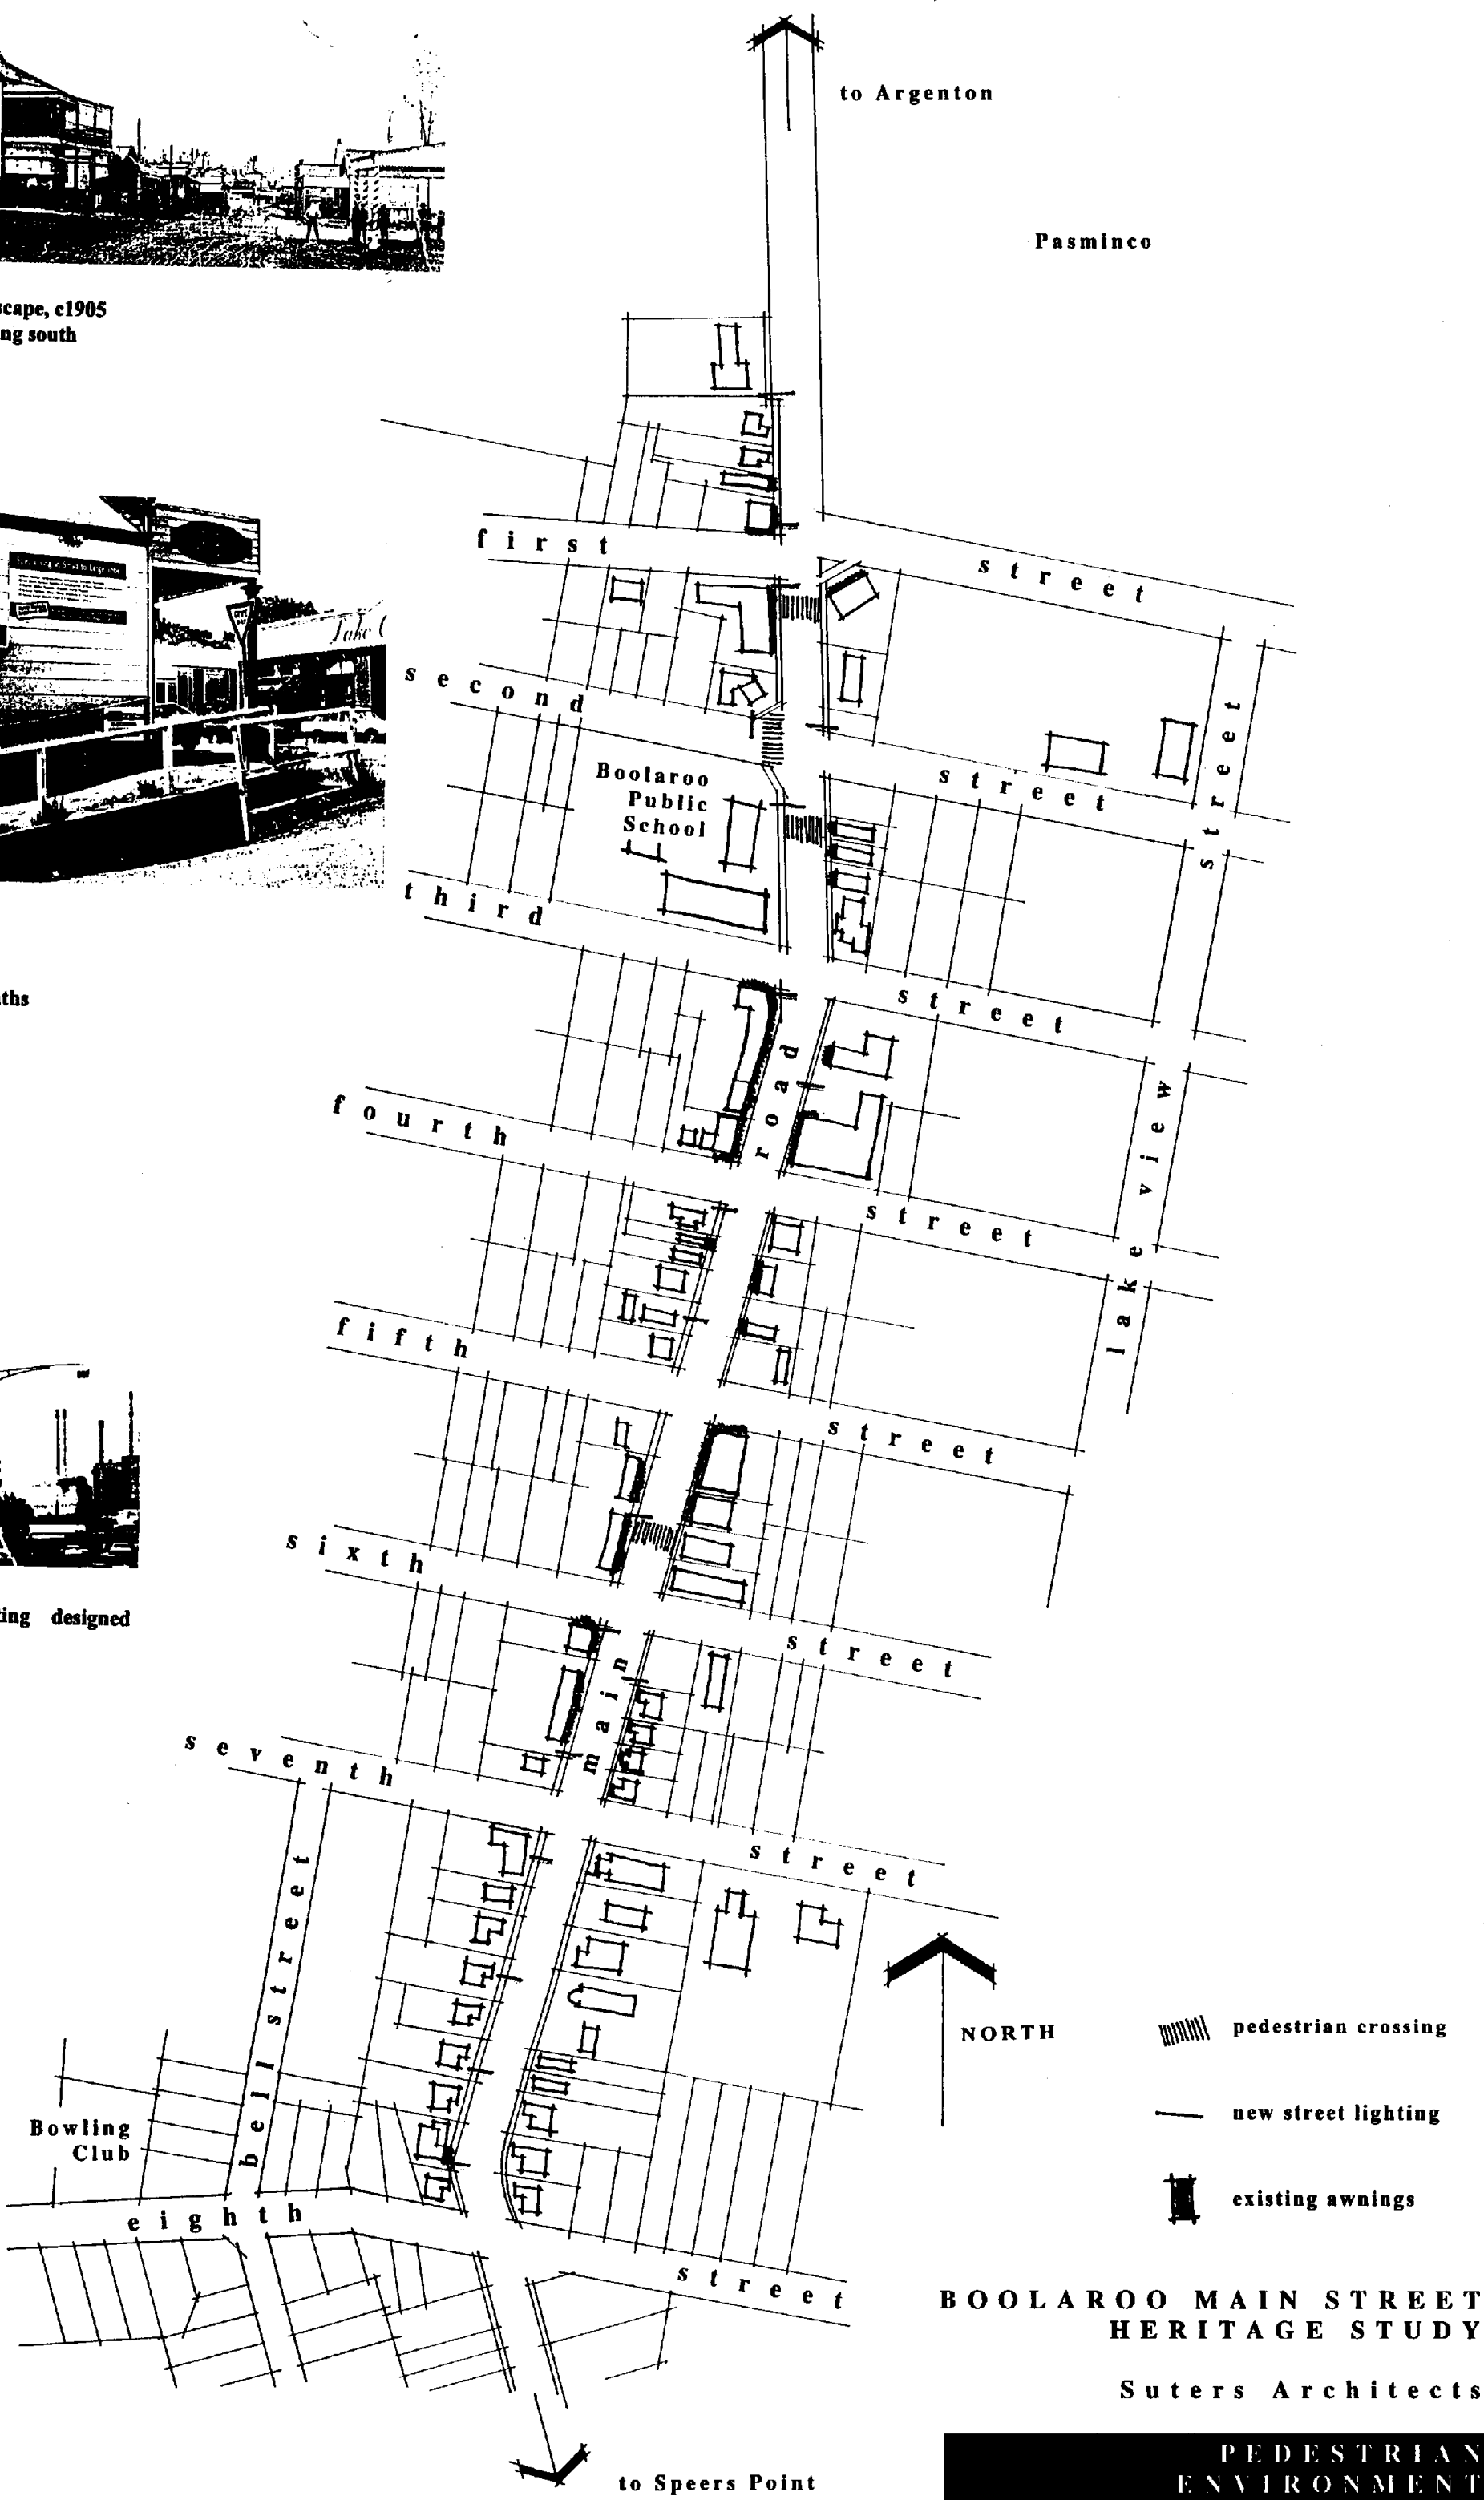 to Argenton
Pasminco
scape, c1905
ng south
first
street
second
street
Boolaroo
Public
School
third
street
road
fourth
street
lake view street
fifth
street
sixth
street
main
seventh
street
bell street
Bowling
Club
eighth
street
ths
ting designed
Take
GIVE
WAY
NORTH
pedestrian crossing
new street lighting
existing awnings
BOOLAROO MAIN STREET
HERITAGE STUDY
Suters Architects
PEDESTRIAN
ENVIRONMENT
to Speers Point